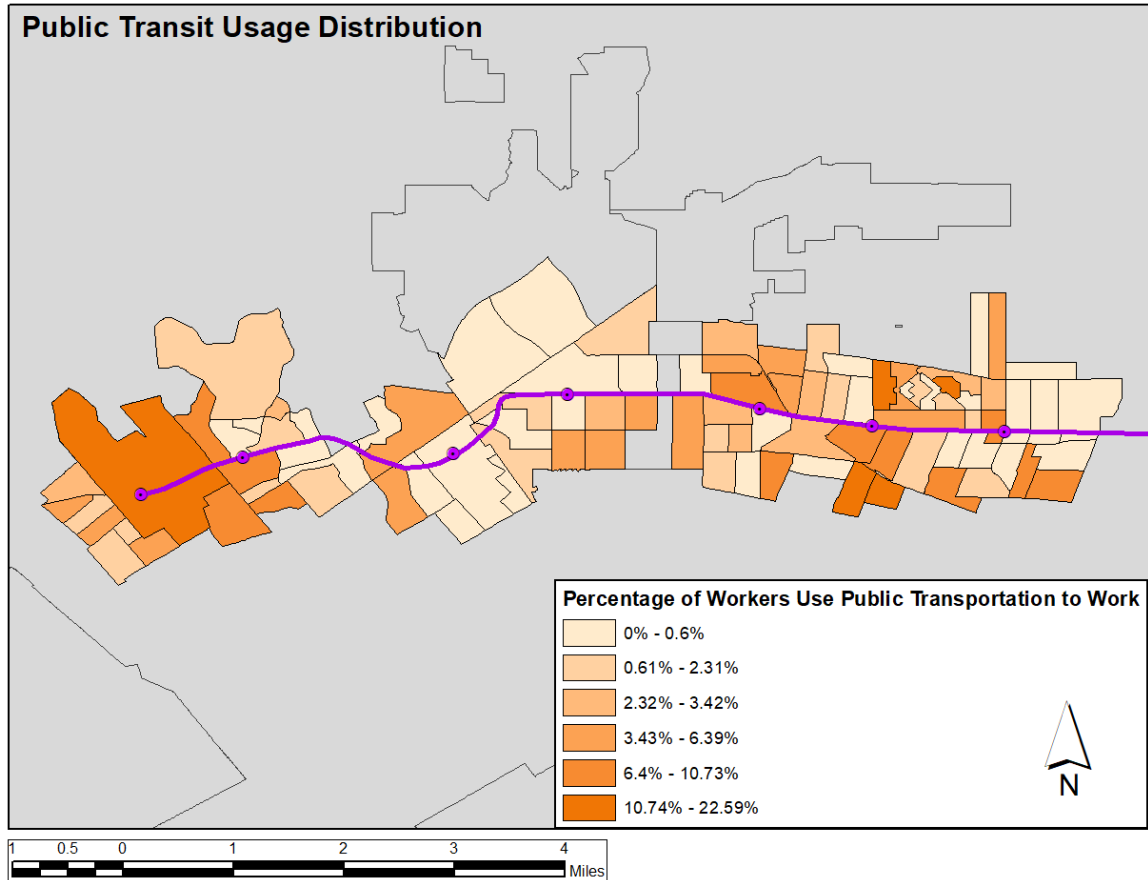 Public Transit Usage Distribution
Percentage of Workers Use Public Transportation to Work
0% - 0.6%
0.61% - 2.31%
2.32% - 3.42%
3.43% - 6.39%
6.4% - 10.73%
10.74% - 22.59%
N
1 0.5 0 1 2 3 4
Miles